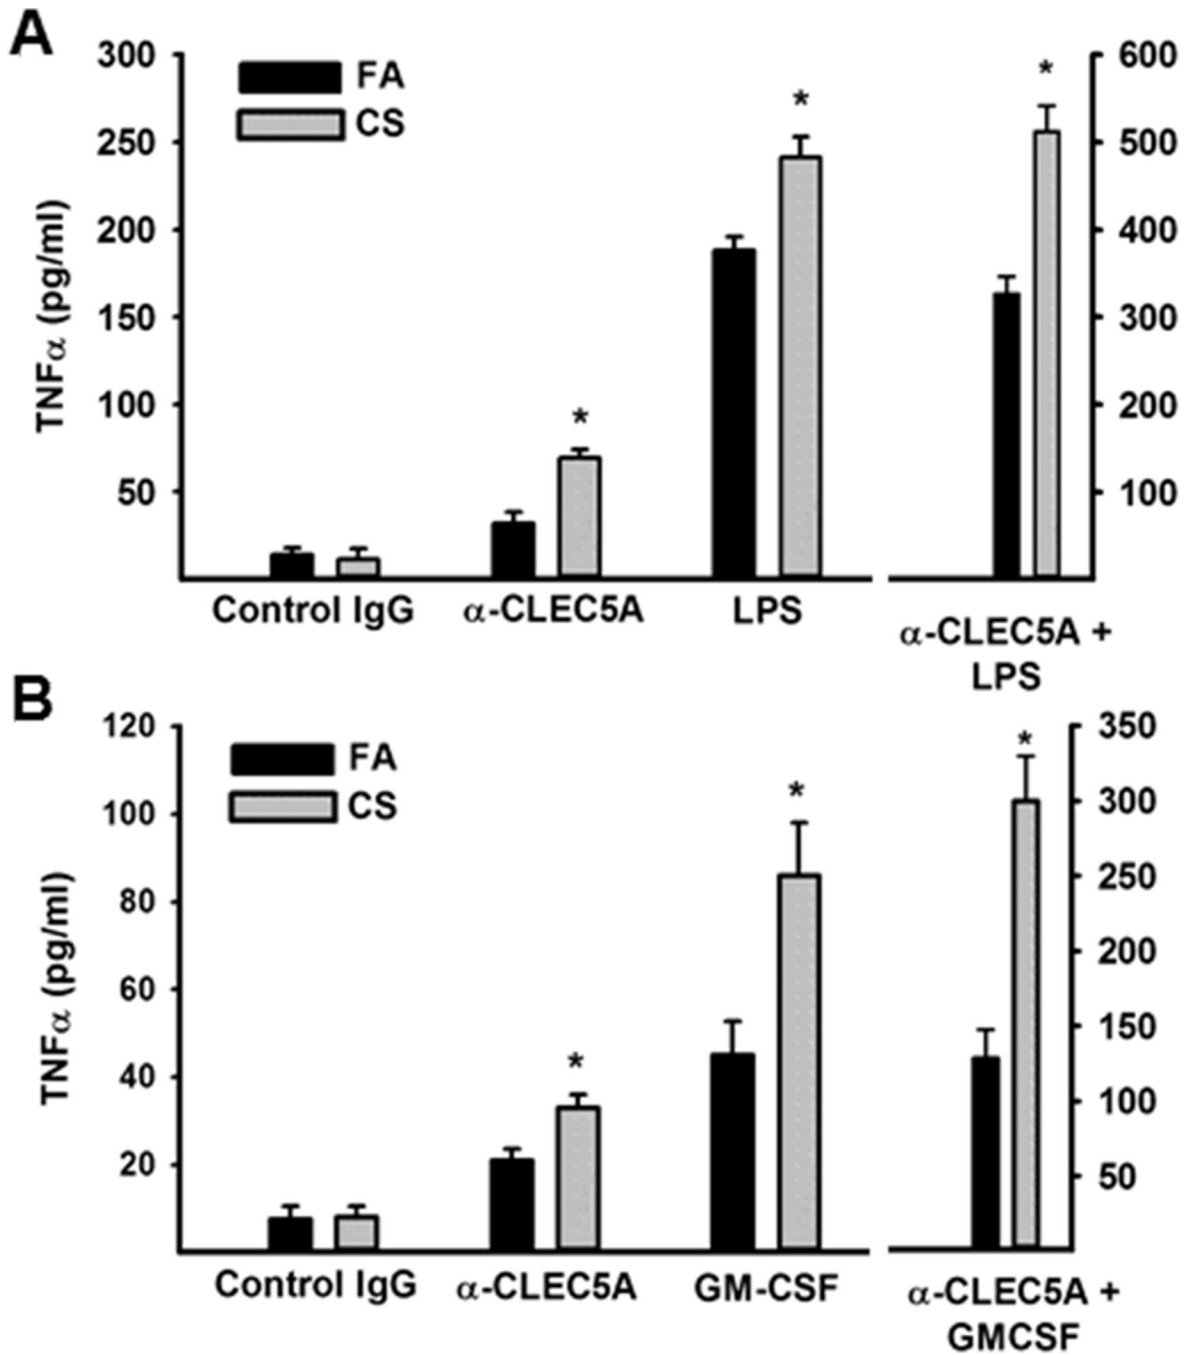 A
300
250
200
150
100
50
TNFα (pg/ml)
FA
CS
*
*
*
600
500
400
300
200
100
Control IgG
α-CLEC5A
LPS
α-CLEC5A +
LPS
B
120
100
80
60
40
20
TNFα (pg/ml)
FA
CS
*
*
*
350
300
250
200
150
100
50
Control IgG
α-CLEC5A
GM-CSF
α-CLEC5A +
GMCSF